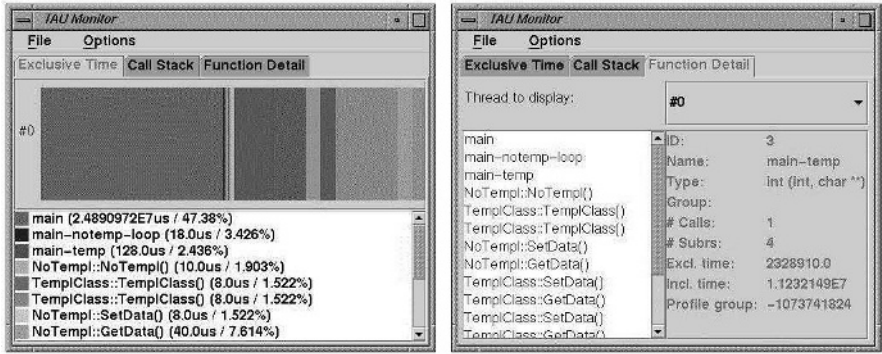 IAU Monitor
File Options
Exclusive Time Call Stack Function Detail
#0
main (2.4890972E7us / 47.38%)
main-notemp-loop (18.0us / 3.426%)
main-temp (128.0us / 2.436%)
NoTempl::NoTempl() (10.0us / 1.903%)
TemplClass::TemplClass() (8.0us / 1.522%)
TemplClass::TemplClass() (8.0us / 1.522%)
NoTempl::SetData() (8.0us / 1.522%)
NoTempl::GetData() (40.0us / 7.614%)
IAU Monitor
File Options
Exclusive Time Call Stack Function Detail
Thread to display: #0
main
main-notemp-loop
main-temp
NoTempl::NoTempl()
TemplClass::TemplClass()
TemplClass::TemplClass()
NoTempl::SetData()
NoTempl::GetData()
TemplClass::SetData()
TemplClass::GetData()
TemplClass::SetData()
TemplClass::GetData()
ID: 3
Name: main-temp
Type: int (int, char **)
Group:
# Calls: 1
# Subrs: 4
Excl. time: 2328910.0
Incl. time: 1.1232149E7
Profile group: -1073741824